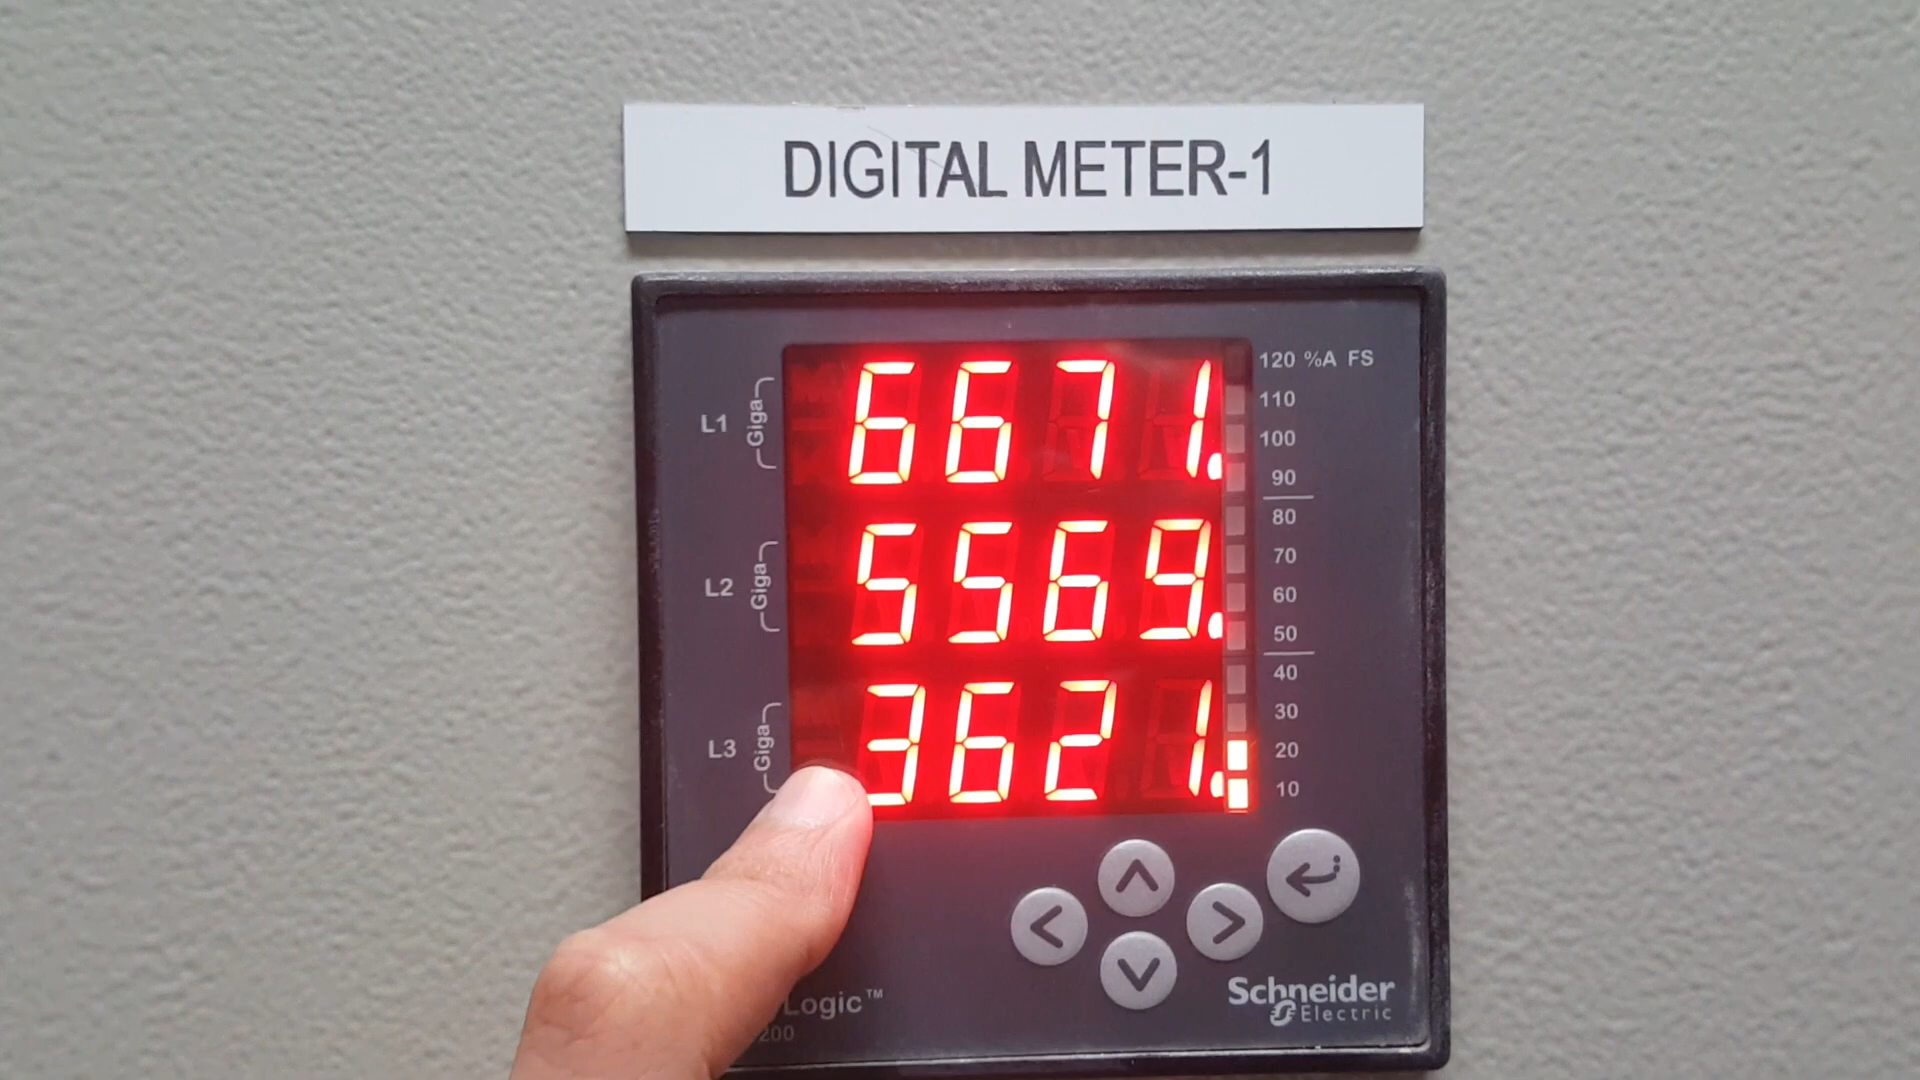 DIGITAL METER-1
120 %A FS
L1 Giga 6671.
110
100
90
80
L2 Giga 5569.
70
60
50
40
L3 Giga 3621.
30
20
10
Logic™
200
Schneider
Electric